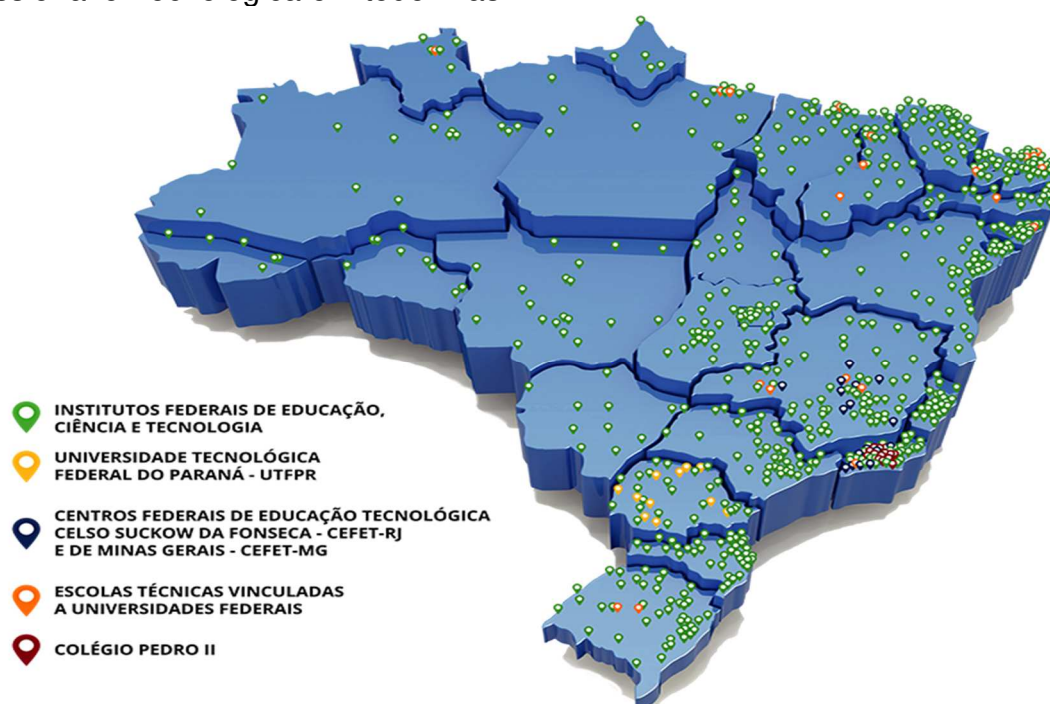 INSTITUTOS FEDERAIS DE EDUCAÇÃO,
CIÊNCIA E TECNOLOGIA
UNIVERSIDADE TECNOLÓGICA
FEDERAL DO PARANÁ - UTFPR
CENTROS FEDERAIS DE EDUCAÇÃO TECNOLÓGICA
CELSO SUCKOW DA FONSECA - CEFET-RJ
E DE MINAS GERAIS - CEFET-MG
ESCOLAS TÉCNICAS VINCULADAS
A UNIVERSIDADES FEDERAIS
COLÉGIO PEDRO II